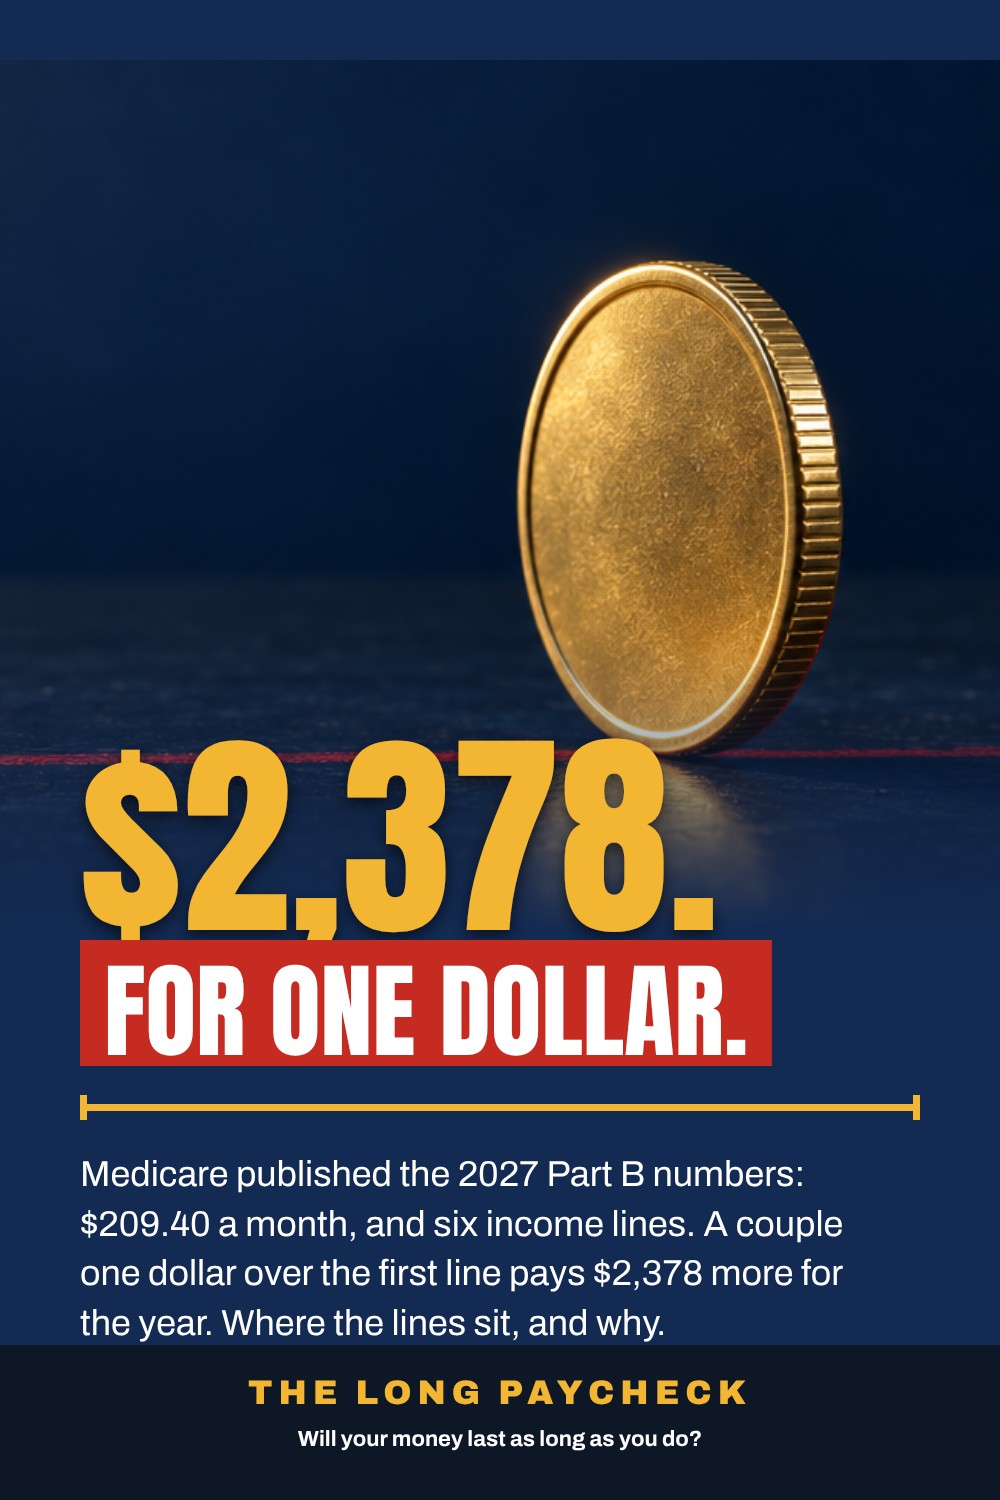 $2,378.
FOR ONE DOLLAR.
Medicare published the 2027 Part B numbers:
$209.40 a month, and six income lines. A couple
one dollar over the first line pays $2,378 more for
the year. Where the lines sit, and why.
THE LONG PAYCHECK
Will your money last as long as you do?